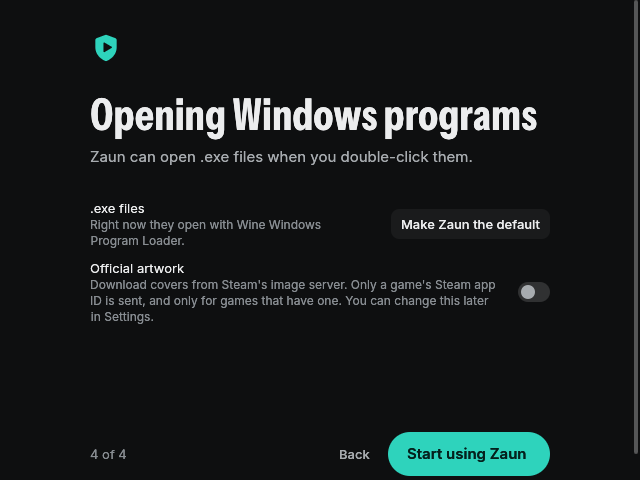 Opening Windows programs
Zaun can open .exe files when you double-click them.
.exe files
Right now they open with Wine Windows
Program Loader.
Make Zaun the default
Official artwork
Download covers from Steam's image server. Only a game's Steam app
ID is sent, and only for games that have one. You can change this later
in Settings.
4 of 4
Back
Start using Zaun